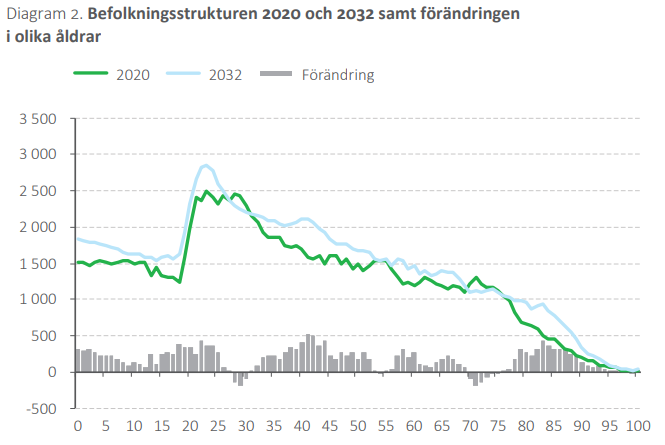 Diagram 2. Befolkningsstrukturen 2020 och 2032 samt förändringen
i olika åldrar
2020 2032 Förändring
3 500
3 000
2 500
2 000
1 500
1 000
500
0
-500
0 5 10 15 20 25 30 35 40 45 50 55 60 65 70 75 80 85 90 95 100